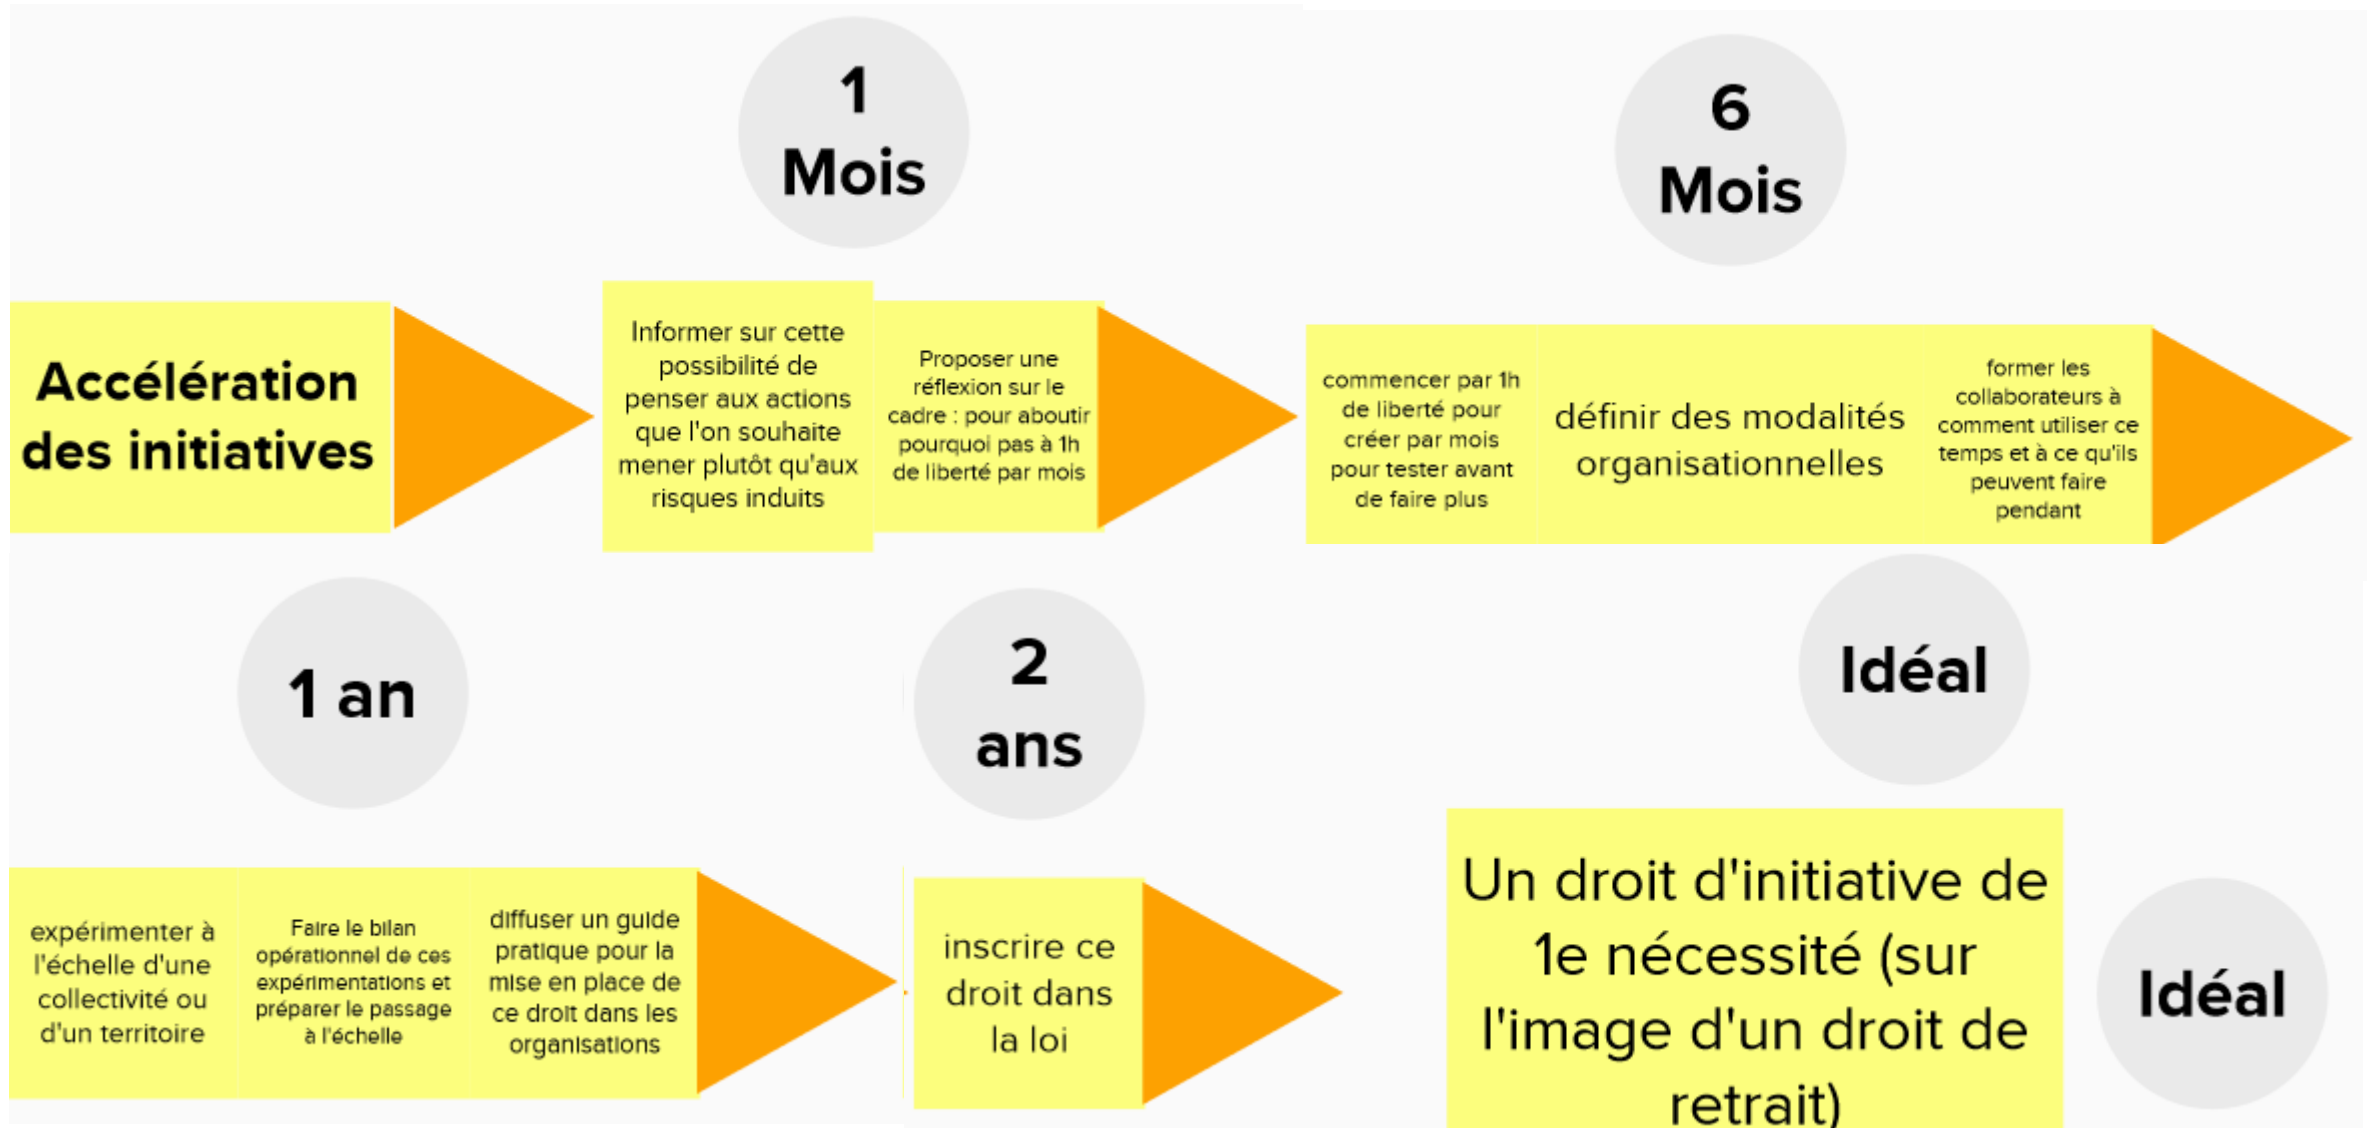 1
Mois
6
Mois
Accélération
des initiatives
Informer sur cette
possibilité de
penser aux actions
que l'on souhaite
mener plutôt qu'aux
risques induits
Proposer une
réflexion sur le
cadre : pour aboutir
pourquoi pas à 1h
de liberté par mois
commencer par 1h
de liberté pour
créer par mois
pour tester avant
de faire plus
définir des modalités
organisationnelles
former les
collaborateurs à
comment utiliser ce
temps et à ce qu'ils
peuvent faire
pendant
1 an
2
ans
Idéal
expérimenter à
l'échelle d'une
collectivité ou
d'un territoire
Faire le bilan
opérationnel de ces
expérimentations et
préparer le passage
à l'échelle
diffuser un guide
pratique pour la
mise en place de
ce droit dans les
organisations
inscrire ce
droit dans
la loi
Un droit d'initiative de
1e nécessité (sur
l'image d'un droit de
retrait)
Idéal